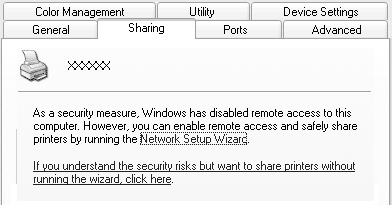 Color Management Utility Device Settings
General Sharing Ports Advanced
XXXXXX
As a security measure, Windows has disabled remote access to this
computer. However, you can enable remote access and safely share
printers by running the Network Setup Wizard.
If you understand the security risks but want to share printers without
running the wizard, click here.